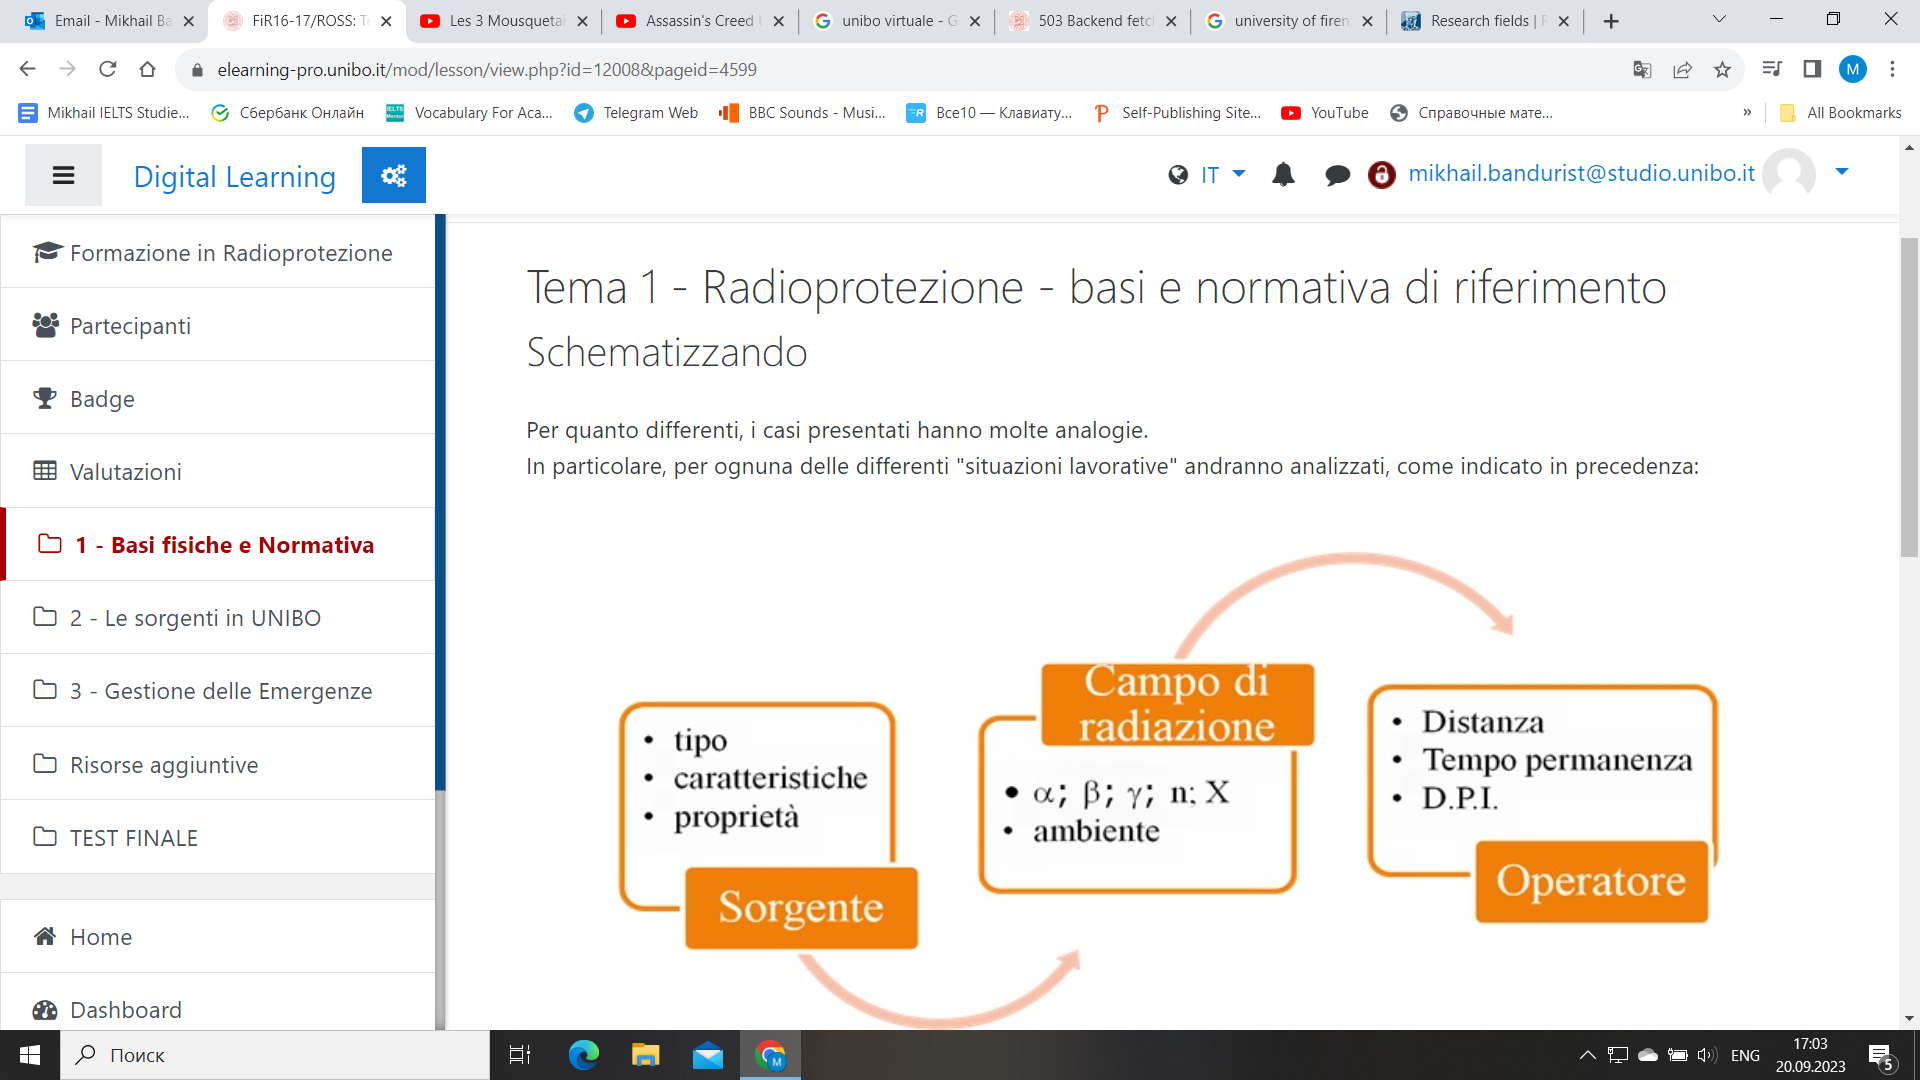 Email - Mikhail Ba
FiR16-17/ROSS: Te
Les 3 Mousquetai
Assassin's Creed U
unibo virtuale - G
503 Backend fetc
university of firen
Research fields | F
elearning-pro.unibo.it/mod/lesson/view.php?id=12008&pageid=4599
M
Mikhail IELTS Studie...
Сбербанк Онлайн
Vocabulary For Aca...
Telegram Web
BBC Sounds - Musi...
Все10 — Клавиату...
Self-Publishing Site...
YouTube
Справочные мате...
»
All Bookmarks
Digital Learning
IT
mikhail.bandurist@studio.unibo.it
Formazione in Radioprotezione
Partecipanti
Badge
Valutazioni
1 - Basi fisiche e Normativa
2 - Le sorgenti in UNIBO
3 - Gestione delle Emergenze
Risorse aggiuntive
TEST FINALE
Home
Dashboard
Tema 1 - Radioprotezione - basi e normativa di riferimento
Schematizzando
Per quanto differenti, i casi presentati hanno molte analogie.
In particolare, per ognuna delle differenti "situazioni lavorative" andranno analizzati, come indicato in precedenza:
• tipo
• caratteristiche
• proprietà
Sorgente
Campo di
radiazione
• α; β; γ; n; X
• ambiente
• Distanza
• Tempo permanenza
• D.P.I.
Operatore
Поиск
M
ENG
17:03
20.09.2023
5